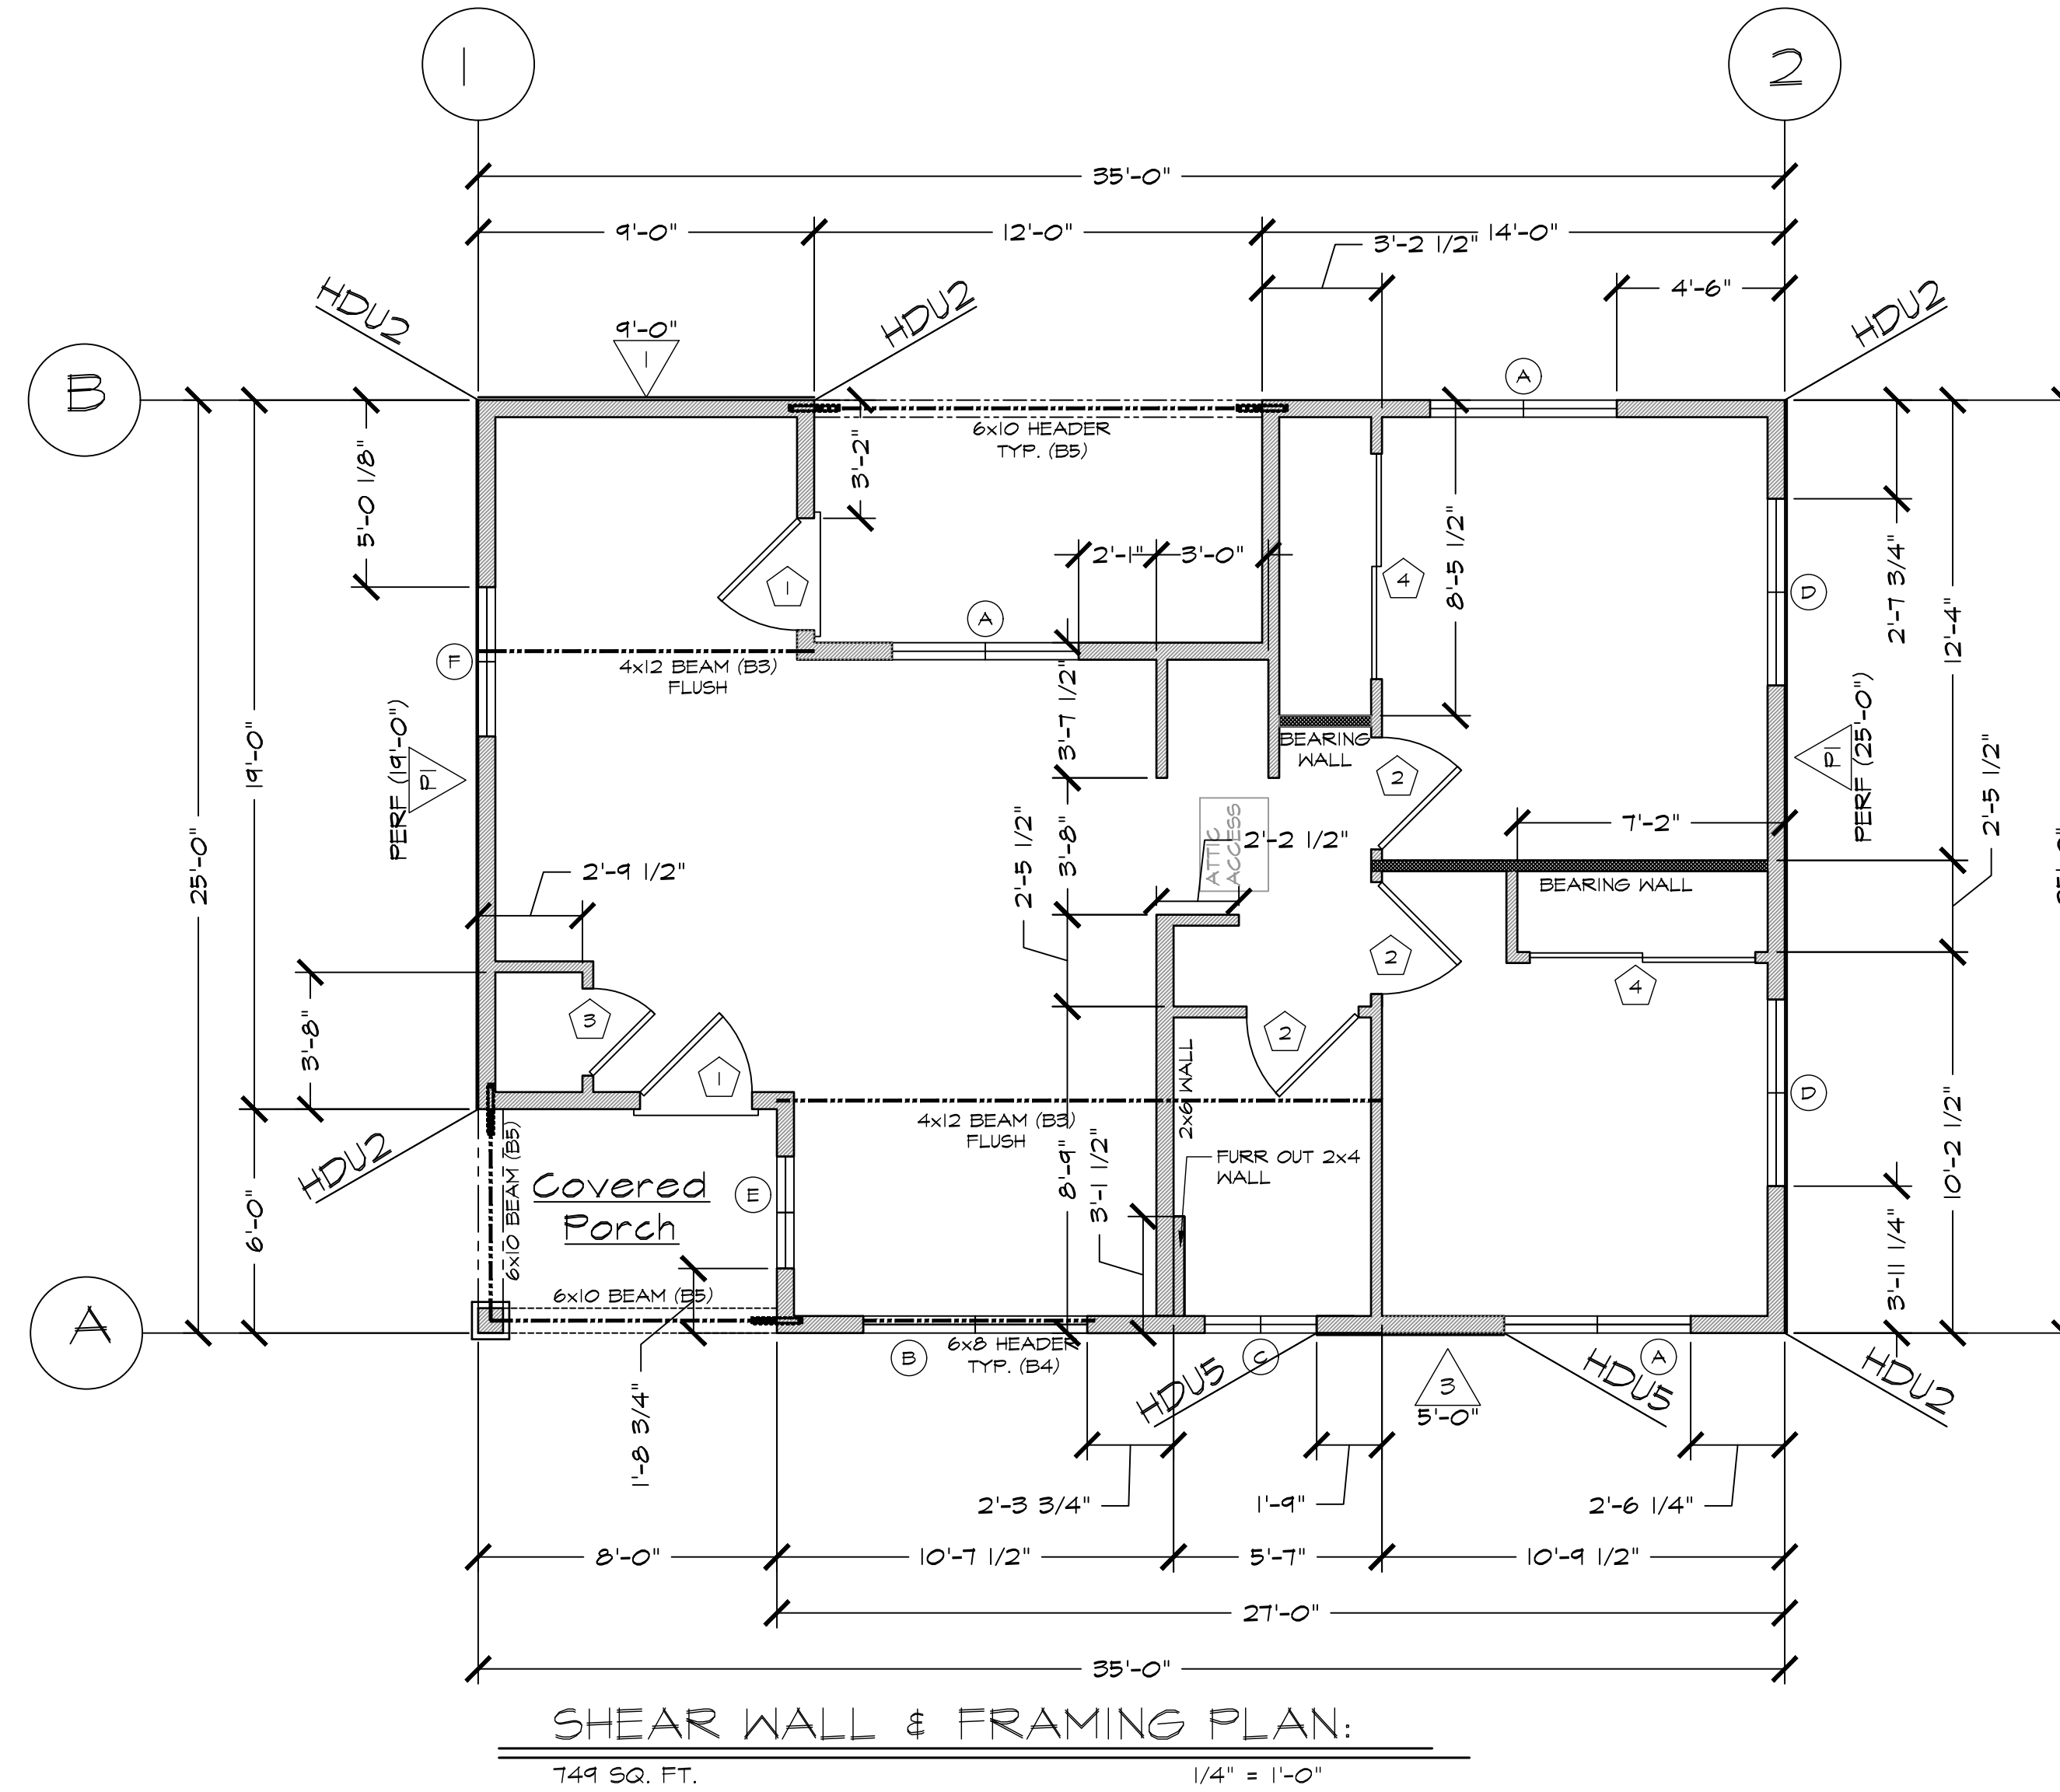 1
2
35'-0"
9'-0"
12'-0"
14'-0"
3'-2 1/2"
4'-6"
HDU2
HDU2
HDU2
9'-0"
1
A
B
6x10 HEADER
TYP. (B5)
5'-0 1/8"
3'-2"
2'-1"
3'-0"
8'-5 1/2"
2'-7 3/4"
12'-4"
1
4
D
A
F
4x12 BEAM (B3)
FLUSH
3'-7 1/2"
19'-0"
PERF (19'-0")
P1
BEARING
WALL
2
P1
PERF (25'-0")
2'-5 1/2"
25'-0"
2'-9 1/2"
2'-5 1/2"
3'-8"
ATTIC
ACCESS
2'-2 1/2"
7'-2"
BEARING WALL
2
4
3'-8"
3
1
2
2x6 WALL
D
10'-2 1/2"
4x12 BEAM (B3)
FLUSH
HDU2
6x10 BEAM (B5)
Covered
Porch
E
8'-9"
3'-11 1/2"
FURR OUT 2x4
WALL
6'-0"
3'-11 1/4"
6x10 BEAM (B5)
A
B
6x8 HEADER
TYP. (B4)
C
HDU5
3
5'-0"
HDU5
A
HDU2
1'-8 3/4"
2'-3 3/4"
1'-9"
2'-6 1/4"
8'-0"
10'-7 1/2"
5'-7"
10'-9 1/2"
27'-0"
35'-0"
SHEAR WALL & FRAMING PLAN:
749 SQ. FT.
1/4" = 1'-0"